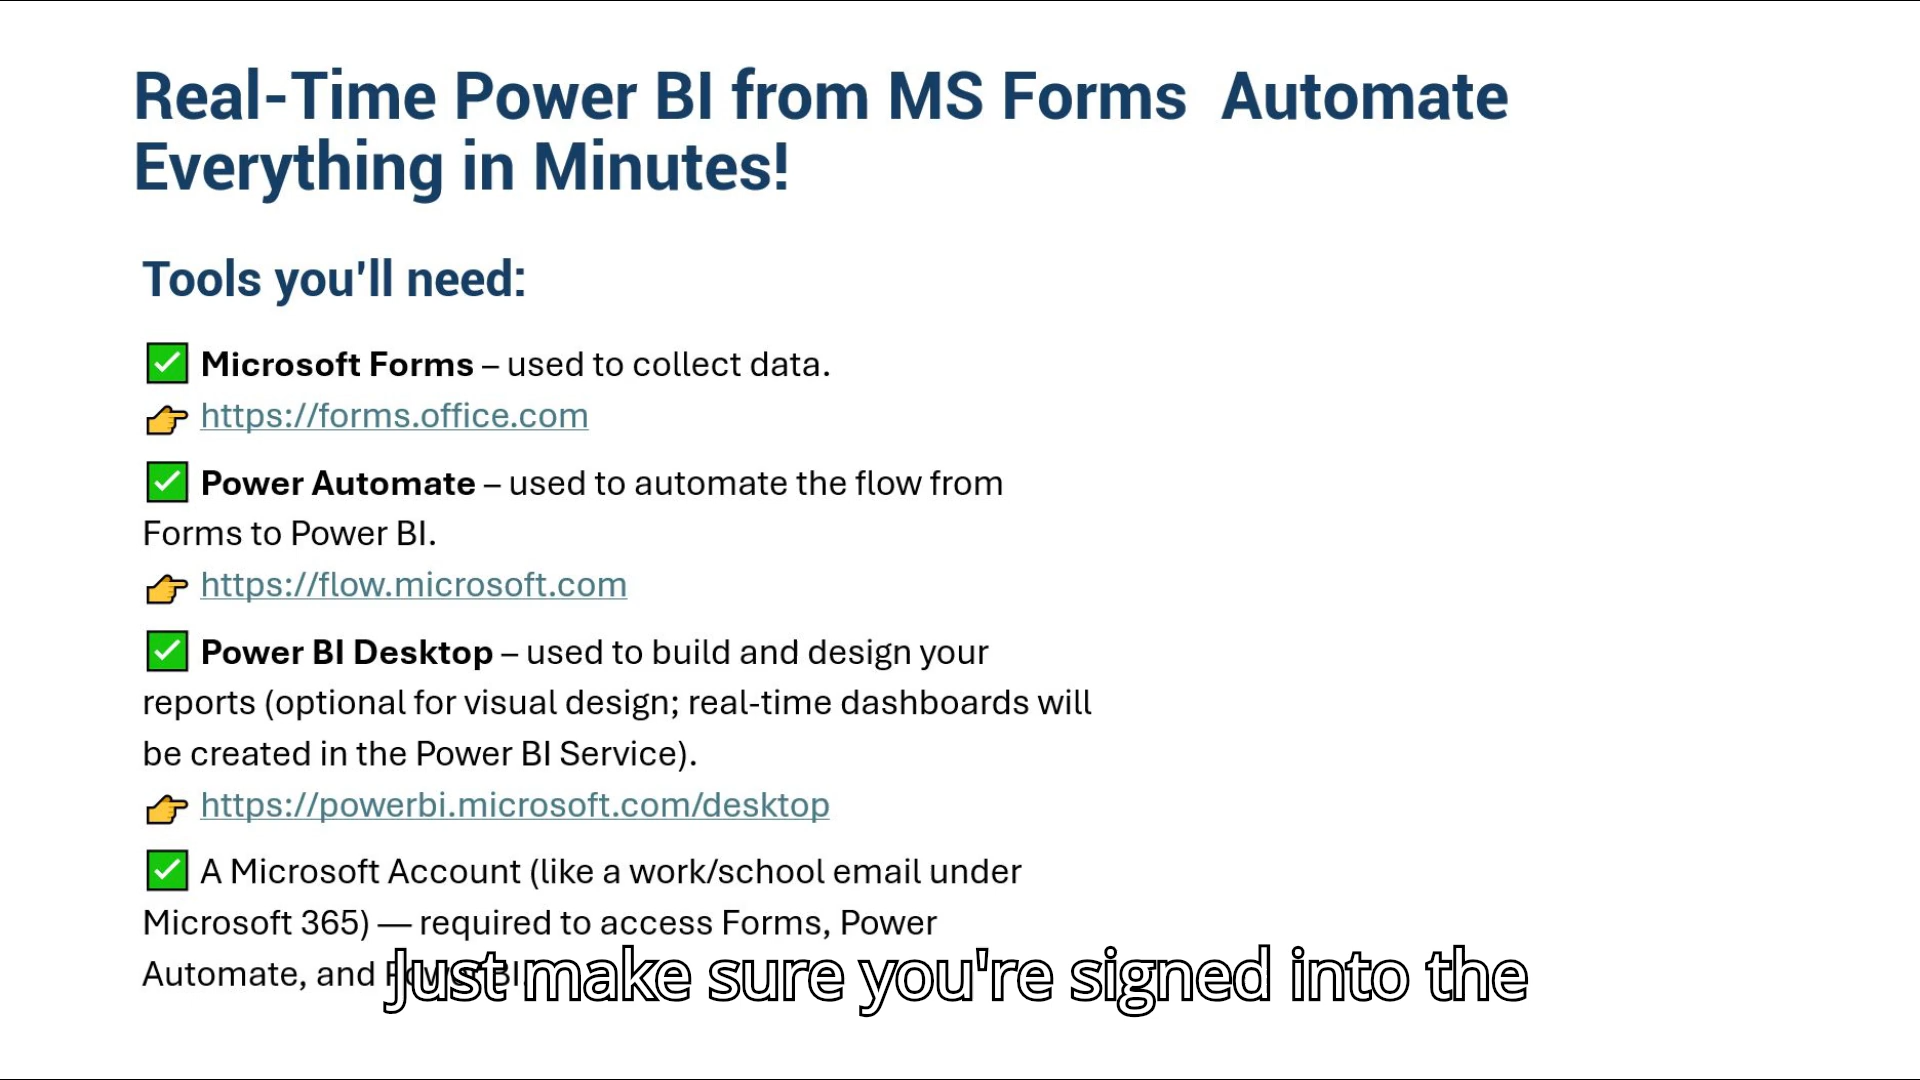 Real-Time Power BI from MS Forms  Automate
Everything in Minutes!
Tools you'll need:
✅ Microsoft Forms – used to collect data.
👉 https://forms.office.com
✅ Power Automate – used to automate the flow from
Forms to Power BI.
👉 https://flow.microsoft.com
✅ Power BI Desktop – used to build and design your
reports (optional for visual design; real-time dashboards will
be created in the Power BI Service).
👉 https://powerbi.microsoft.com/desktop
✅ A Microsoft Account (like a work/school email under
Microsoft 365) — required to access Forms, Power
Automate, and Power BI.
Just make sure you're signed into the